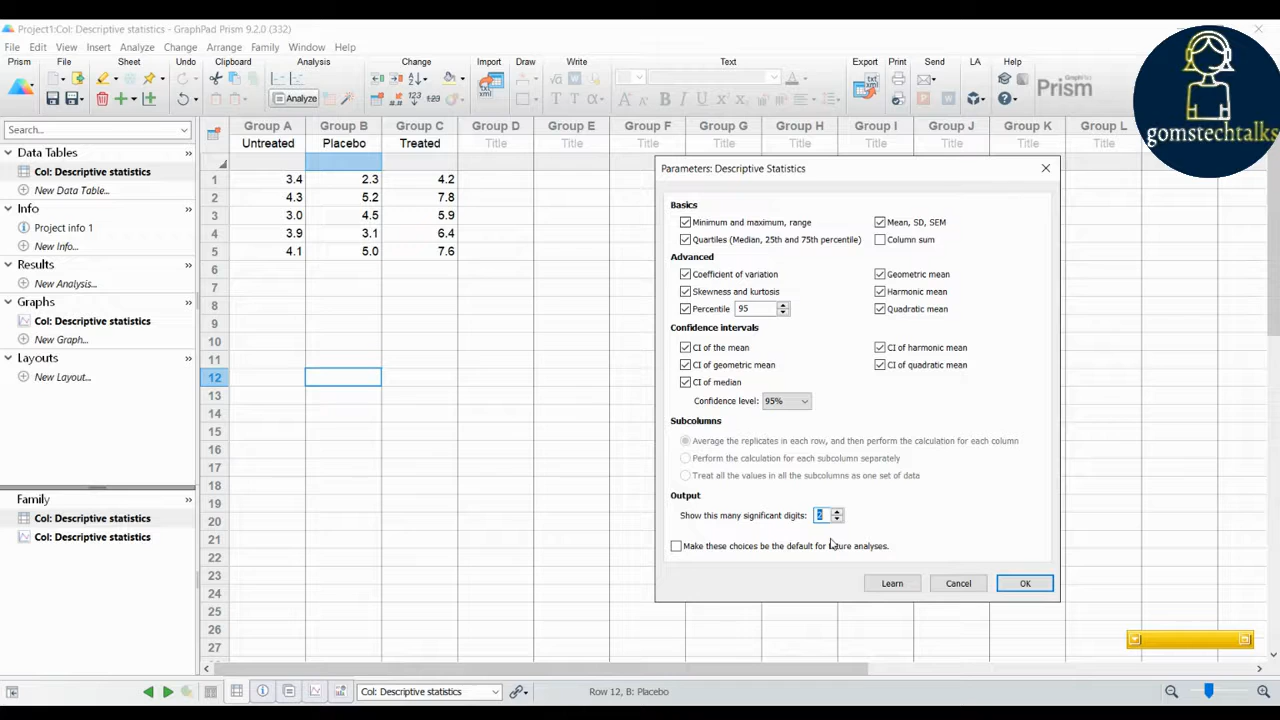 Project1:Col: Descriptive statistics - GraphPad Prism 9.2.0 (332)
File Edit View Insert Analyze Change Arrange Family Window Help
Prism File Sheet Undo Clipboard Analysis Change Import Draw Write Text Export Print Send LA Help
Analyze
Prism
gomstechtalks
Search...
Data Tables
Col: Descriptive statistics
New Data Table...
Info
Project info 1
New Info...
Results
New Analysis...
Graphs
Col: Descriptive statistics
New Graph...
Layouts
New Layout...
Family
Col: Descriptive statistics
Col: Descriptive statistics
Group A Group B Group C Group D Group E Group F Group G Group H Group I Group J Group K Group L
Untreated Placebo Treated Title Title Title Title Title Title Title Title Title
1 3.4 2.3 4.2
2 4.3 5.2 7.8
3 3.0 4.5 5.9
4 3.9 3.1 6.4
5 4.1 5.0 7.6
6
7
8
9
10
11
12
13
14
15
16
17
18
19
20
21
22
23
24
25
26
27
Parameters: Descriptive Statistics
Basics
Minimum and maximum, range Mean, SD, SEM
Quartiles (Median, 25th and 75th percentile) Column sum
Advanced
Coefficient of variation Geometric mean
Skewness and kurtosis Harmonic mean
Percentile 95 Quadratic mean
Confidence intervals
CI of the mean CI of harmonic mean
CI of geometric mean CI of quadratic mean
CI of median
Confidence level: 95%
Subcolumns
Average the replicates in each row, and then perform the calculation for each column
Perform the calculation for each subcolumn separately
Treat all the values in all the subcolumns as one set of data
Output
Show this many significant digits: 2
Make these choices be the default for future analyses.
Learn Cancel OK
Col: Descriptive statistics Row 12, B: Placebo